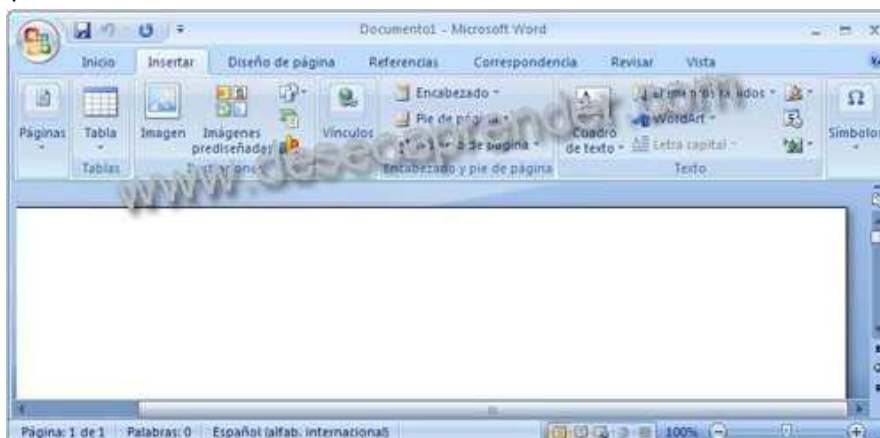 Documento1 - Microsoft Word
Inicio Insertar Diseño de página Referencias Correspondencia Revisar Vista
Encabezado
Pie de página
WordArt
Páginas Tabla Imagen Imágenes prediseñadas Vínculos de página Cuadro de texto Letra capital Símbolos
Tablas Encabezado y pie de página Texto
www.deseoaprender.com
Página: 1 de 1 Palabras: 0 Español (alfab. internacional) 100%